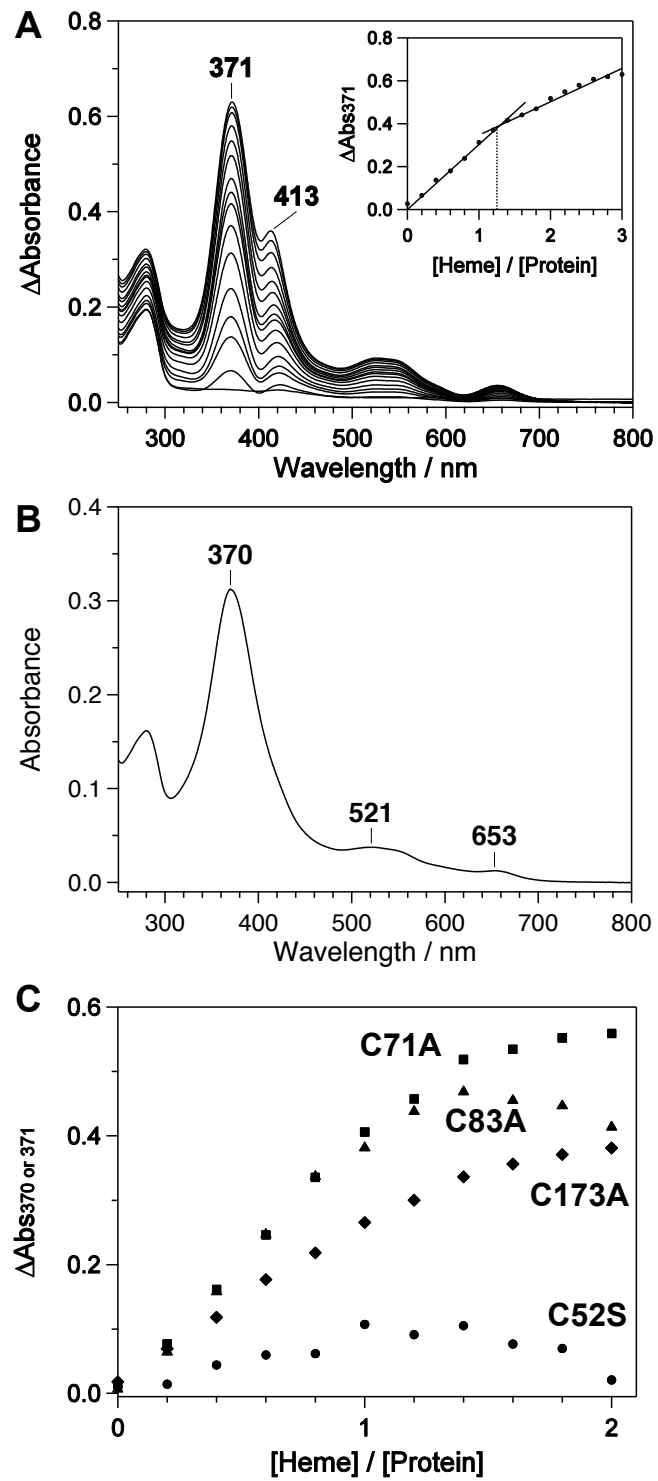 A
0.8
0.6
0.4
0.2
0.0
ΔAbsorbance
371
413
300 400 500 600 700 800
Wavelength / nm
0.8
0.6
0.4
0.2
0.0
ΔAbs371
0 1 2 3
[Heme] / [Protein]
B
0.4
0.3
0.2
0.1
0.0
Absorbance
370
521
653
300 400 500 600 700 800
Wavelength / nm
C
0.6
0.4
0.2
0.0
ΔAbs370 or 371
C71A
C83A
C173A
C52S
0 1 2
[Heme] / [Protein]